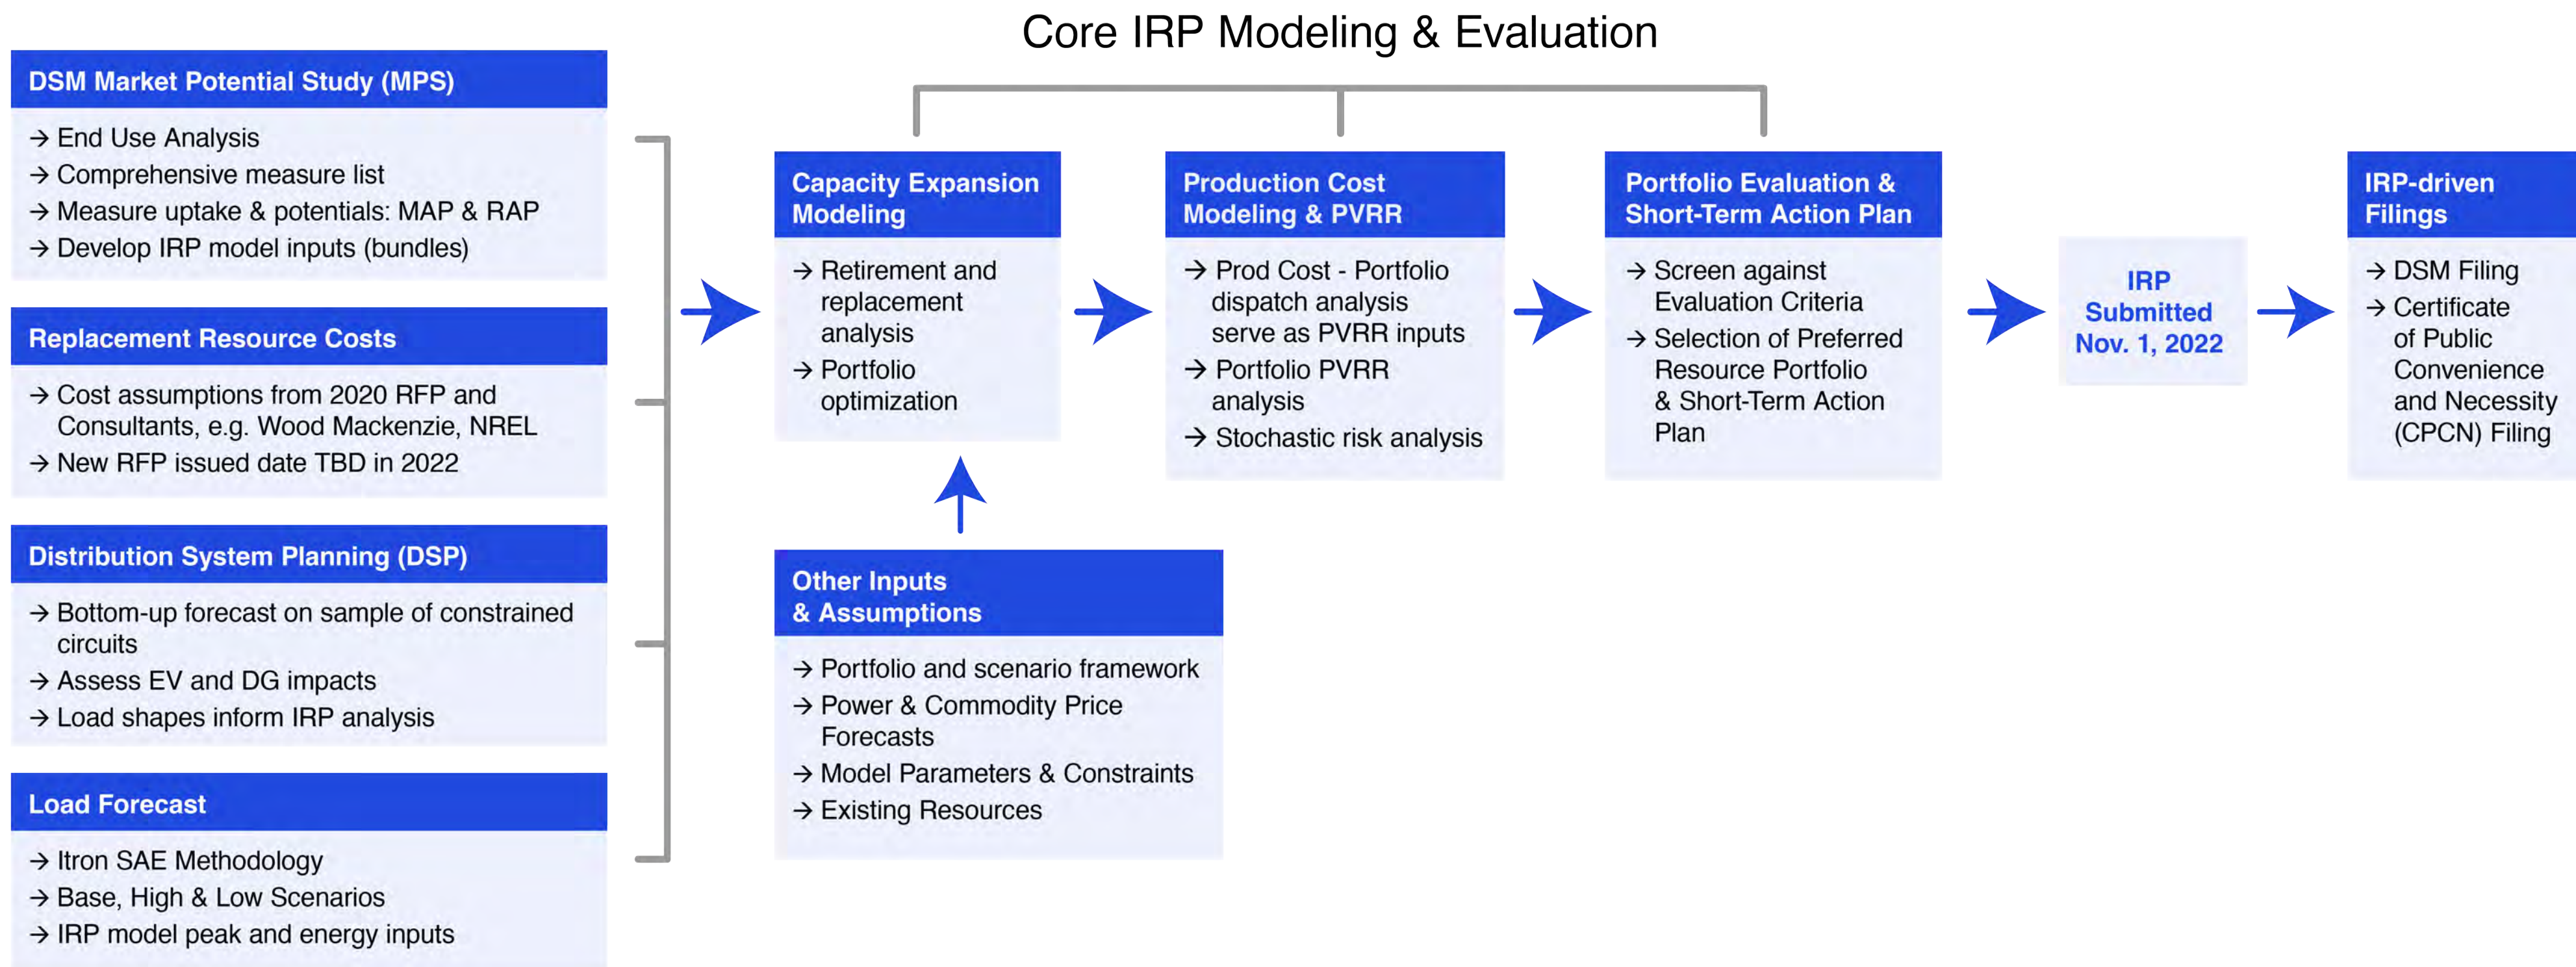 Core IRP Modeling & Evaluation
DSM Market Potential Study (MPS)
→ End Use Analysis
→ Comprehensive measure list
→ Measure uptake & potentials: MAP & RAP
→ Develop IRP model inputs (bundles)
Replacement Resource Costs
→ Cost assumptions from 2020 RFP and
Consultants, e.g. Wood Mackenzie, NREL
→ New RFP issued date TBD in 2022
Distribution System Planning (DSP)
→ Bottom-up forecast on sample of constrained
circuits
→ Assess EV and DG impacts
→ Load shapes inform IRP analysis
Load Forecast
→ Itron SAE Methodology
→ Base, High & Low Scenarios
→ IRP model peak and energy inputs
Capacity Expansion
Modeling
→ Retirement and
replacement
analysis
→ Portfolio
optimization
Other Inputs
& Assumptions
→ Portfolio and scenario framework
→ Power & Commodity Price
Forecasts
→ Model Parameters & Constraints
→ Existing Resources
Production Cost
Modeling & PVRR
→ Prod Cost - Portfolio
dispatch analysis
serve as PVRR inputs
→ Portfolio PVRR
analysis
→ Stochastic risk analysis
Portfolio Evaluation &
Short-Term Action Plan
→ Screen against
Evaluation Criteria
→ Selection of Preferred
Resource Portfolio
& Short-Term Action
Plan
IRP
Submitted
Nov. 1, 2022
IRP-driven
Filings
→ DSM Filing
→ Certificate
of Public
Convenience
and Necessity
(CPCN) Filing